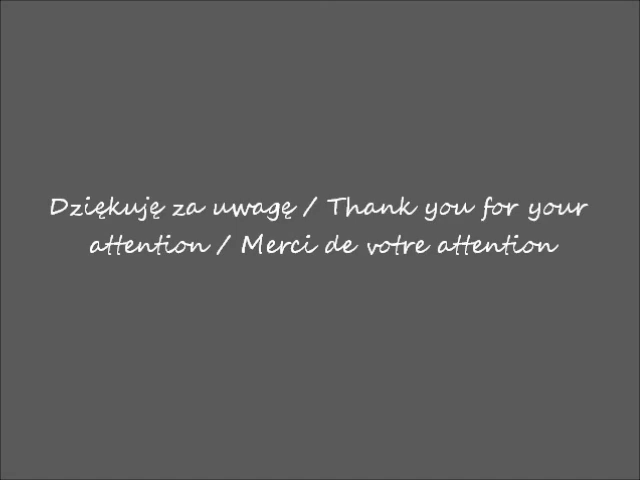 Dziękuję za uwagę / Thank you for your
attention / Merci de votre attention